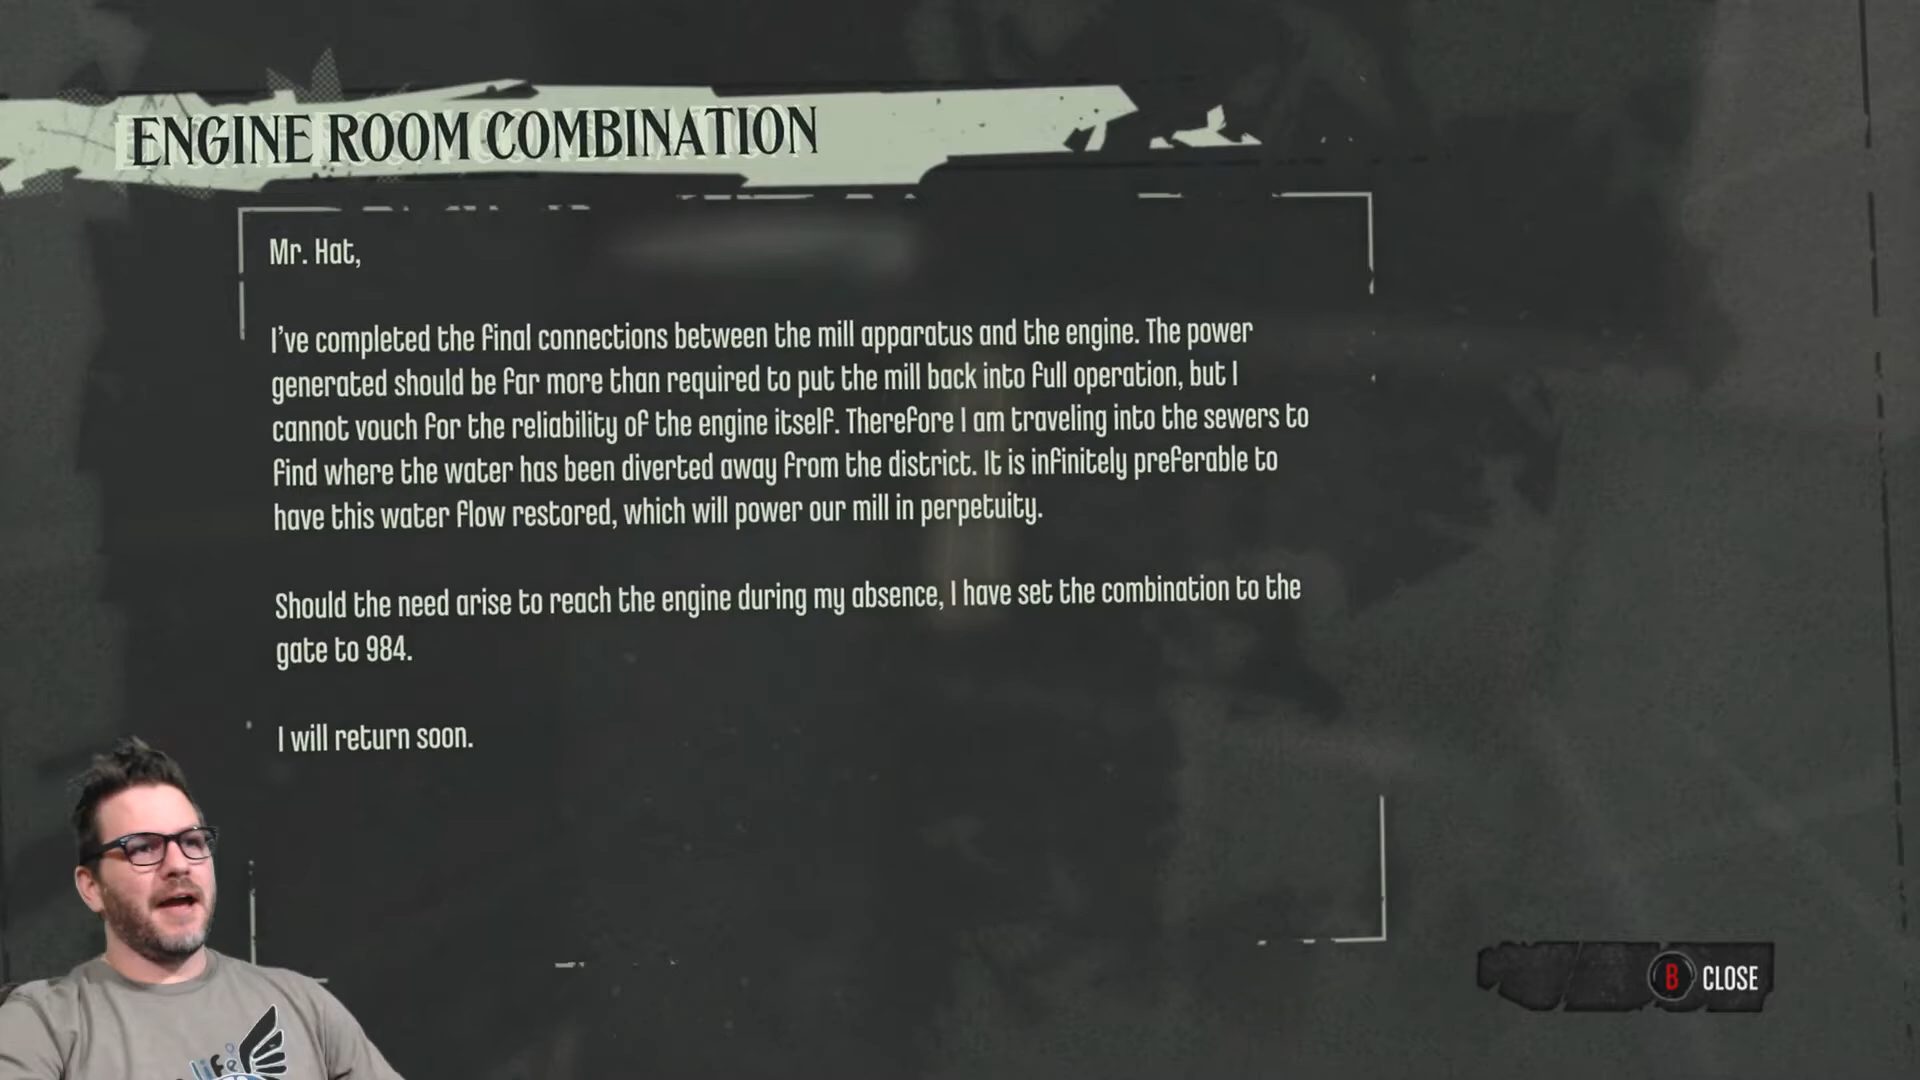 ENGINE ROOM COMBINATION
Mr. Hat,
I've completed the final connections between the mill apparatus and the engine. The power
generated should be far more than required to put the mill back into full operation, but I
cannot vouch for the reliability of the engine itself. Therefore I am traveling into the sewers to
find where the water has been diverted away from the district. It is infinitely preferable to
have this water flow restored, which will power our mill in perpetuity.
Should the need arise to reach the engine during my absence, I have set the combination to the
gate to 984.
I will return soon.
B CLOSE